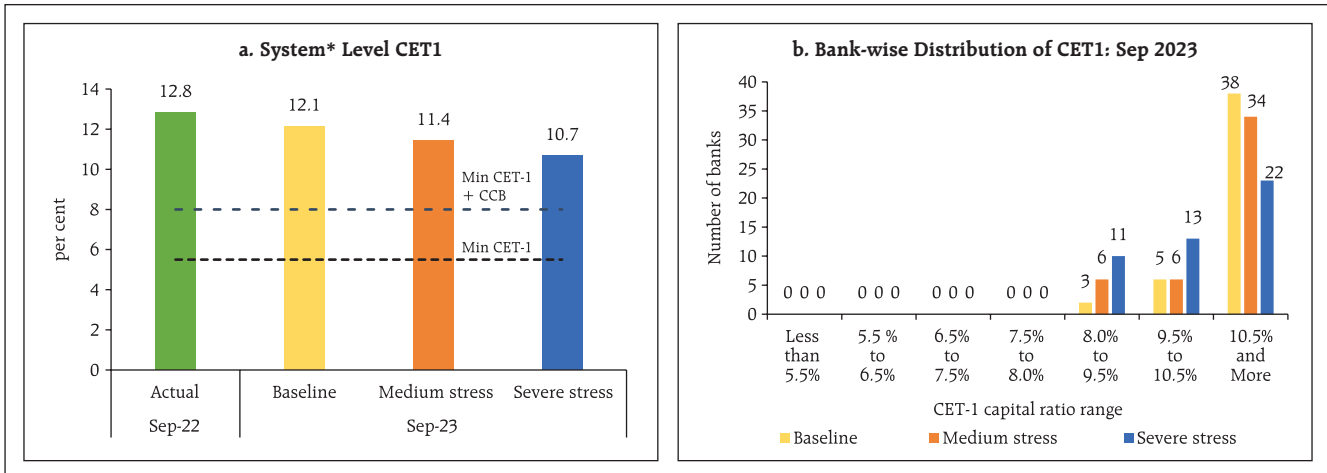 a. System* Level CET1
per cent
14
12
10
8
6
4
2
0
12.8
12.1
11.4
10.7
Min CET-1
+ CCB
Min CET-1
Actual
Baseline
Medium stress
Severe stress
Sep-22
Sep-23
b. Bank-wise Distribution of CET1: Sep 2023
Number of banks
40
35
30
25
20
15
10
5
0
0 0 0
0 0 0
0 0 0
0 0 0
3
6
11
5
6
13
38
34
22
Less
than
5.5%
5.5 %
to
6.5%
6.5%
to
7.5%
7.5%
to
8.0%
8.0%
to
9.5%
9.5%
to
10.5%
10.5%
and
More
CET-1 capital ratio range
Baseline
Medium stress
Severe stress